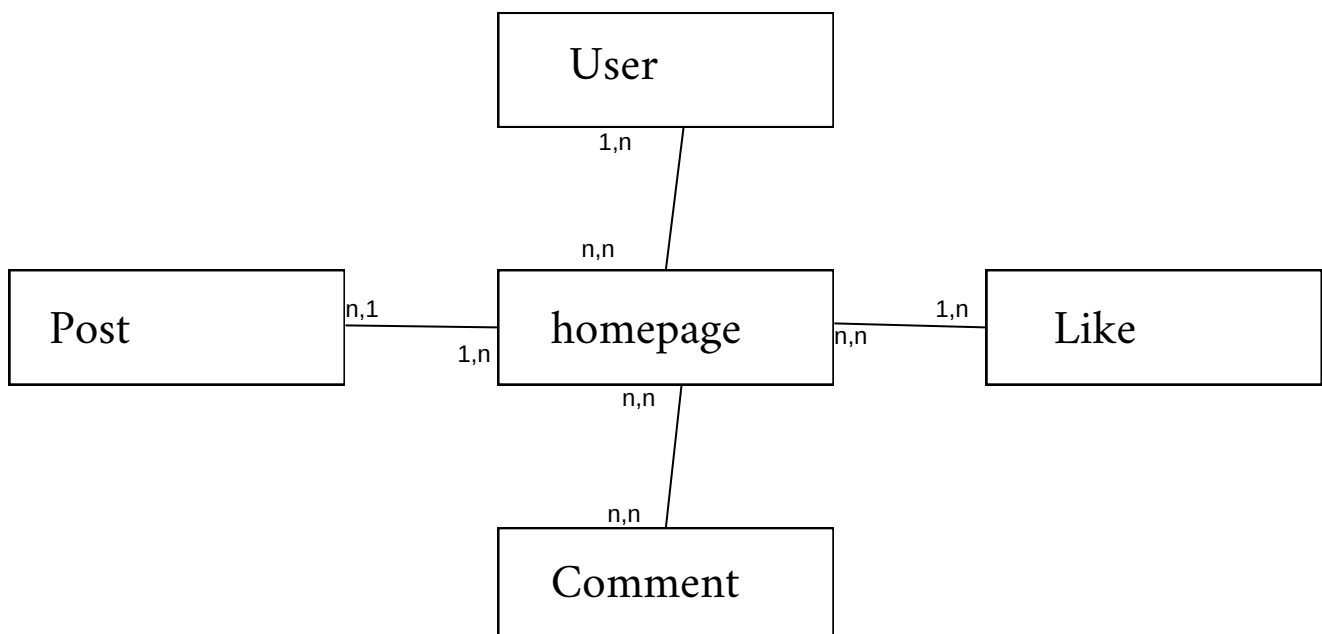 User
1,n
n,n
Post
n,1
1,n
homepage
n,n
1,n
Like
n,n
n,n
Comment